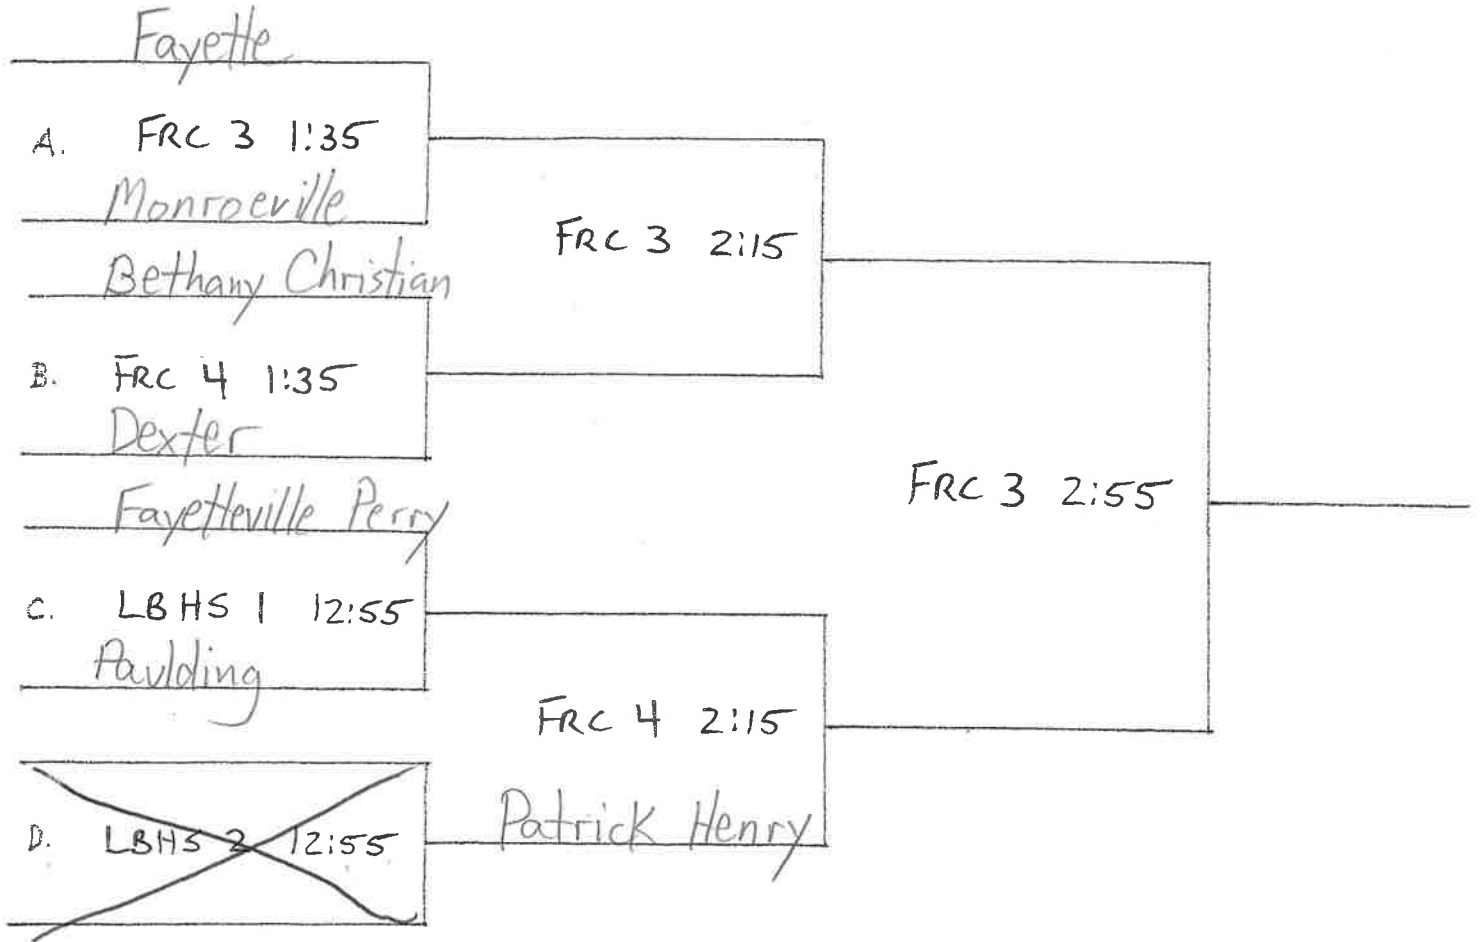 Fayette
A. FRC 3 1:35
Monroeville
Bethany Christian
B. FRC 4 1:35
Dexter
Fayetteville Perry
C. LBHS 1 12:55
Paulding
D. LBHS 2 12:55
FRC 3 2:15
FRC 4 2:15
Patrick Henry
FRC 3 2:55